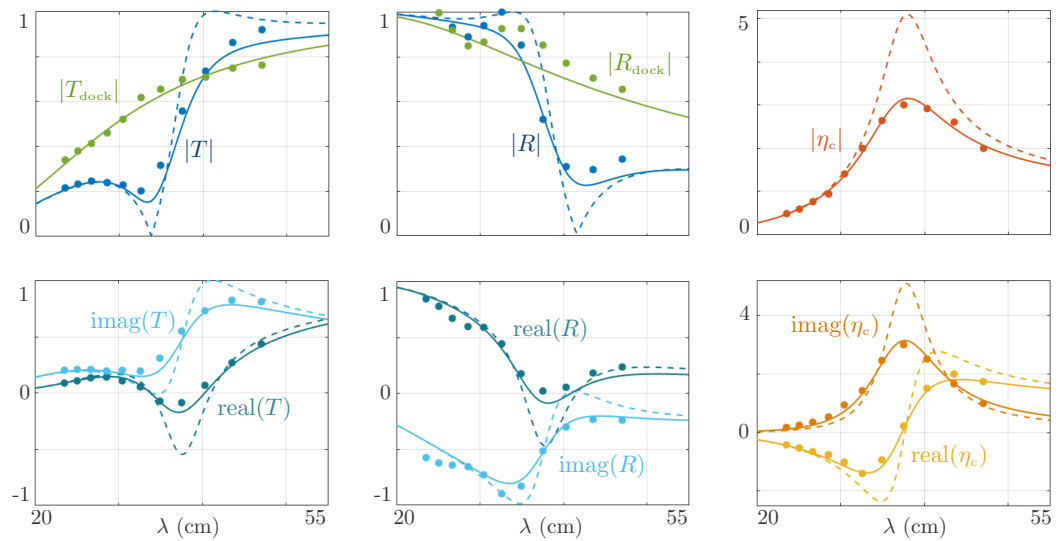 1
|T_dock|
|T|
0
1
|R_dock|
|R|
0
5
|η_c|
0
1
imag(T)
0
real(T)
-1
20
λ (cm)
55
1
real(R)
0
imag(R)
-1
20
λ (cm)
55
4
imag(η_c)
0
real(η_c)
20
λ (cm)
55